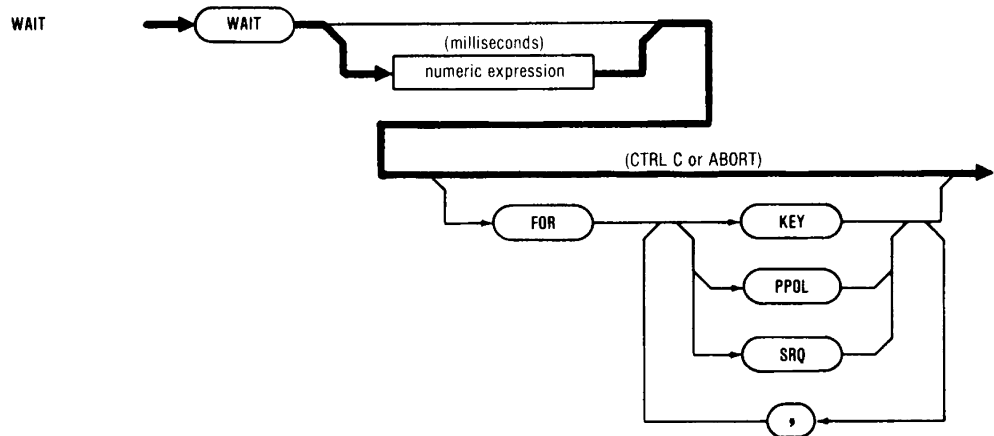 WAIT
WAIT
(milliseconds)
numeric expression
(CTRL C or ABORT)
FOR
KEY
PPOL
SRQ
,